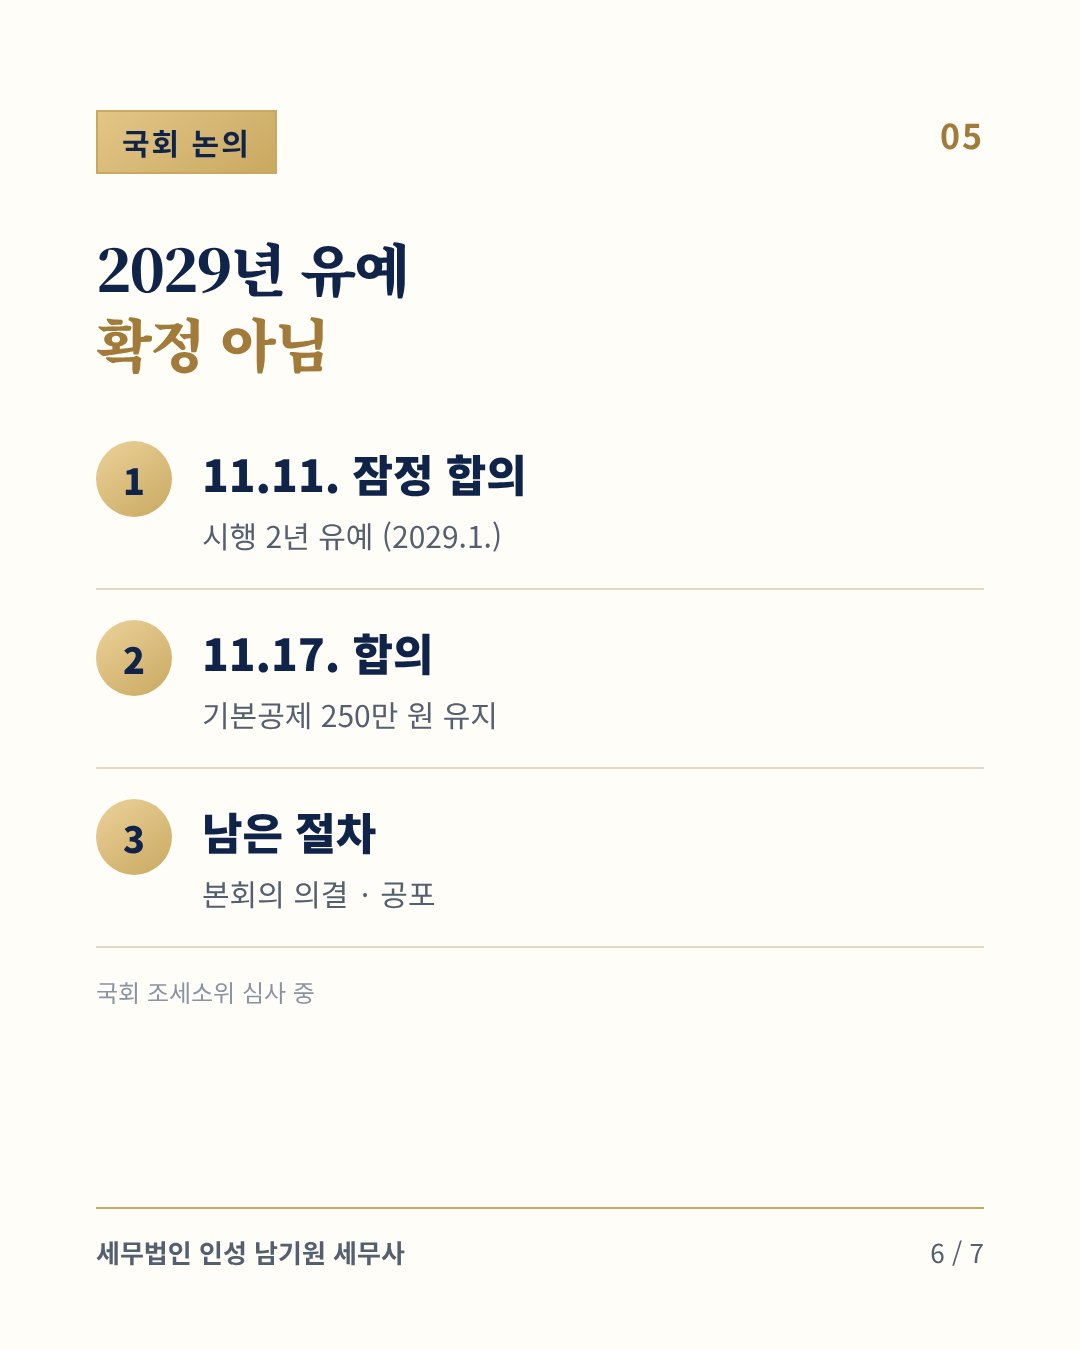 국회 논의
05
2029년 유예
확정 아님
1
11.11. 잠정 합의
시행 2년 유예 (2029.1.)
2
11.17. 합의
기본공제 250만 원 유지
3
남은 절차
본회의 의결 · 공포
국회 조세소위 심사 중
세무법인 인성 남기원 세무사
6 / 7